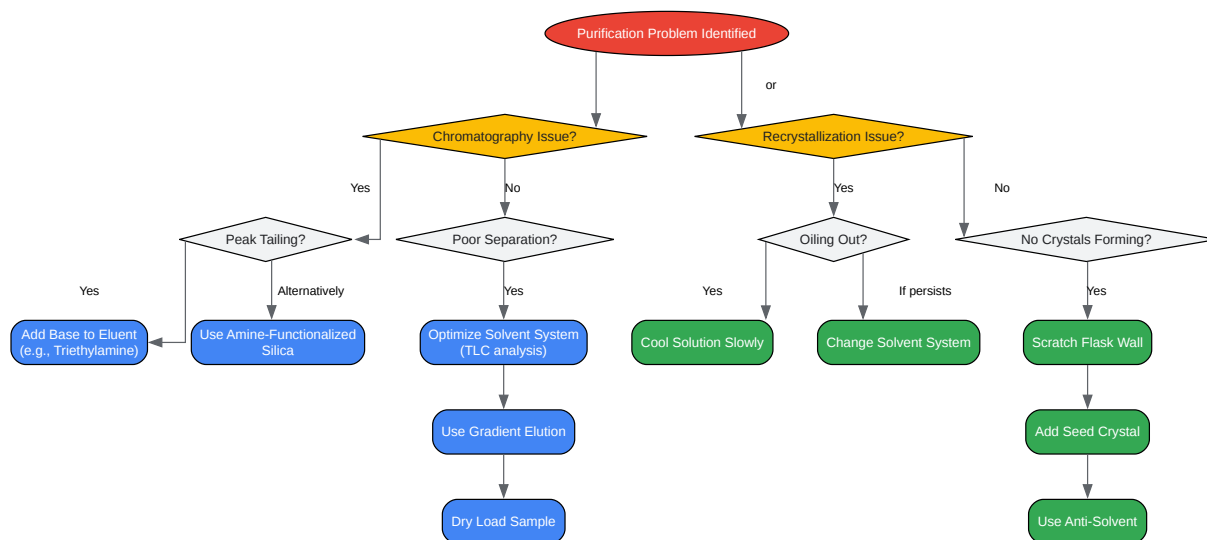 Purification Problem Identified
or
Chromatography Issue?
Recrystallization Issue?
Yes
No
Yes
No
Peak Tailing?
Poor Separation?
Oiling Out?
No Crystals Forming?
Yes
Alternatively
Yes
Yes
If persists
Yes
Add Base to Eluent
(e.g., Triethylamine)
Use Amine-Functionalized
Silica
Optimize Solvent System
(TLC analysis)
Cool Solution Slowly
Change Solvent System
Scratch Flask Wall
Use Gradient Elution
Add Seed Crystal
Dry Load Sample
Use Anti-Solvent